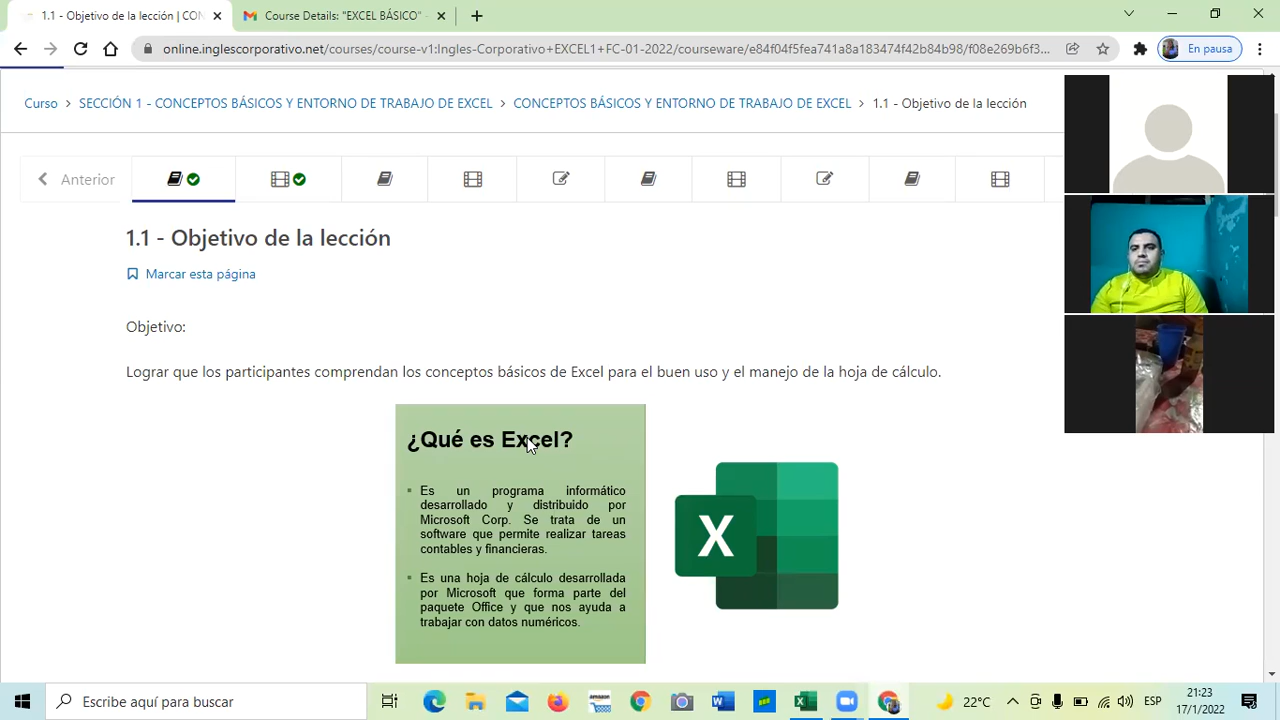 1.1 - Objetivo de la lección | CON
Course Details: "EXCEL BÁSICO" -
online.inglescorporativo.net/courses/course-v1:Ingles-Corporativo+EXCEL1+FC-01-2022/courseware/e84f04f5fea741a8a183474f42b84b98/f08e269b6f3...
En pausa
Curso > SECCIÓN 1 - CONCEPTOS BÁSICOS Y ENTORNO DE TRABAJO DE EXCEL > CONCEPTOS BÁSICOS Y ENTORNO DE TRABAJO DE EXCEL > 1.1 - Objetivo de la lección
Anterior
1.1 - Objetivo de la lección
Marcar esta página
Objetivo:
Lograr que los participantes comprendan los conceptos básicos de Excel para el buen uso y el manejo de la hoja de cálculo.
¿Qué es Excel?
Es un programa informático
desarrollado y distribuido por
Microsoft Corp. Se trata de un
software que permite realizar tareas
contables y financieras.
Es una hoja de cálculo desarrollada
por Microsoft que forma parte del
paquete Office y que nos ayuda a
trabajar con datos numéricos.
X
Escribe aquí para buscar
22°C
ESP
21:23
17/1/2022